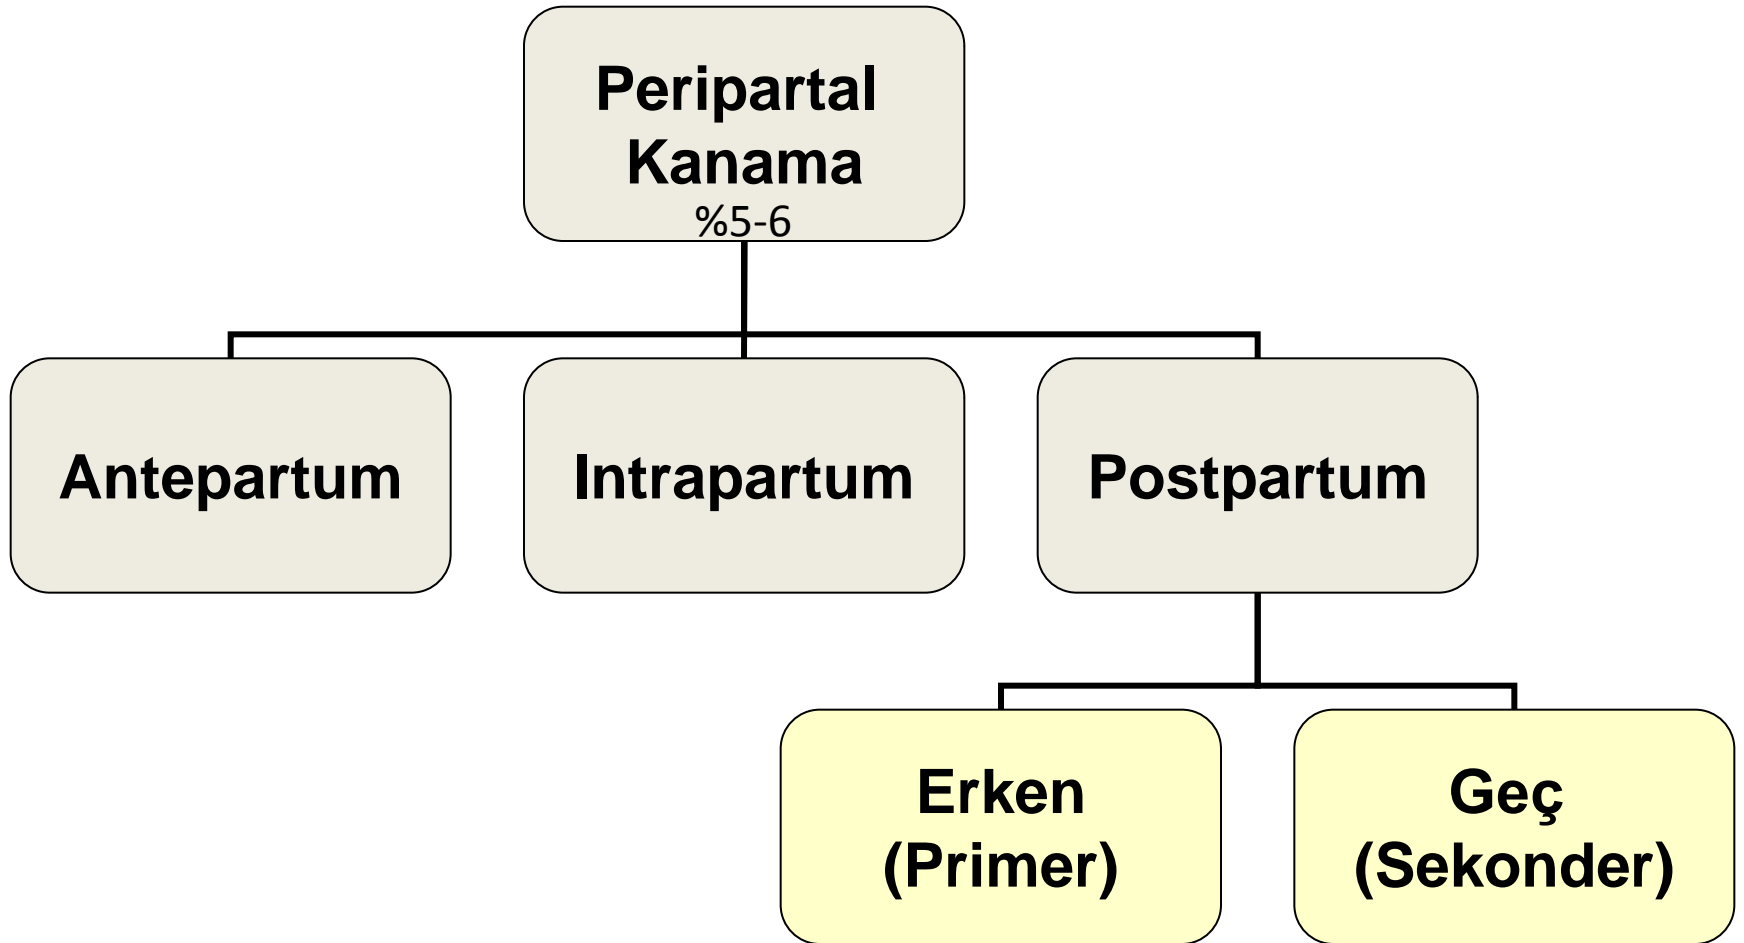 Peripartal
Kanama
%5-6
Antepartum
Intrapartum
Postpartum
Erken
(Primer)
Geç
(Sekonder)